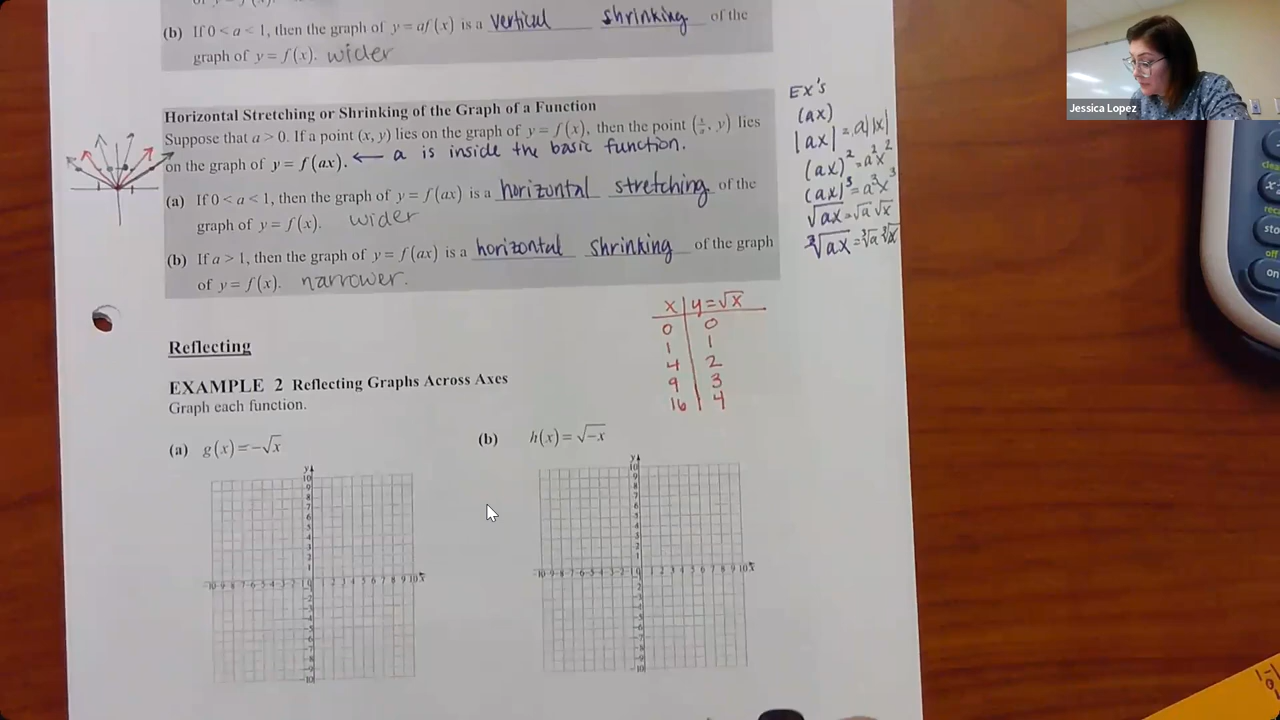 (b) If 0 < a < 1, then the graph of y = af(x) is a vertical shrinking of the
graph of y = f(x). wider
Horizontal Stretching or Shrinking of the Graph of a Function
Suppose that a > 0. If a point (x, y) lies on the graph of y = f(x), then the point (x/a, y) lies
on the graph of y = f(ax). ← a is inside the basic function.
(a) If 0 < a < 1, then the graph of y = f(ax) is a horizontal stretching of the
graph of y = f(x). wider
(b) If a > 1, then the graph of y = f(ax) is a horizontal shrinking of the graph
of y = f(x). narrower.
Ex's
(ax)
|ax| = a|x|
(ax)² = a²x²
(ax)³ = a³x³
√ax = √a √x
∛ax = ∛a ∛x
x | y = √x
0 | 0
1 | 1
4 | 2
9 | 3
16 | 4
Reflecting
EXAMPLE 2 Reflecting Graphs Across Axes
Graph each function.
(a) g(x) = −√x
(b) h(x) = √−x
Jessica Lopez